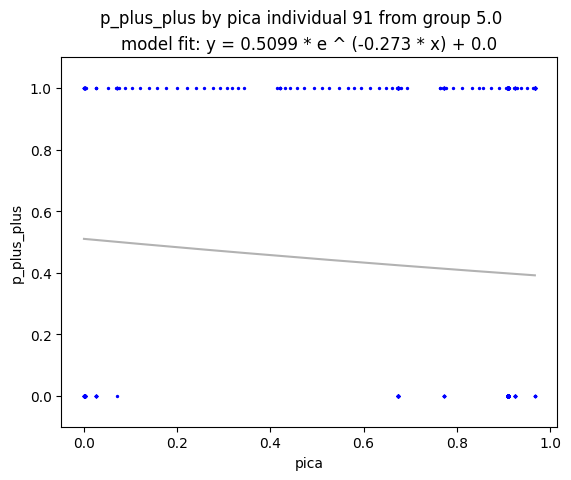 p_plus_plus by pica individual 91 from group 5.0
model fit: y = 0.5099 * e ^ (-0.273 * x) + 0.0
1.0
0.8
0.6
0.4
0.2
0.0
p_plus_plus
0.0 0.2 0.4 0.6 0.8 1.0
pica